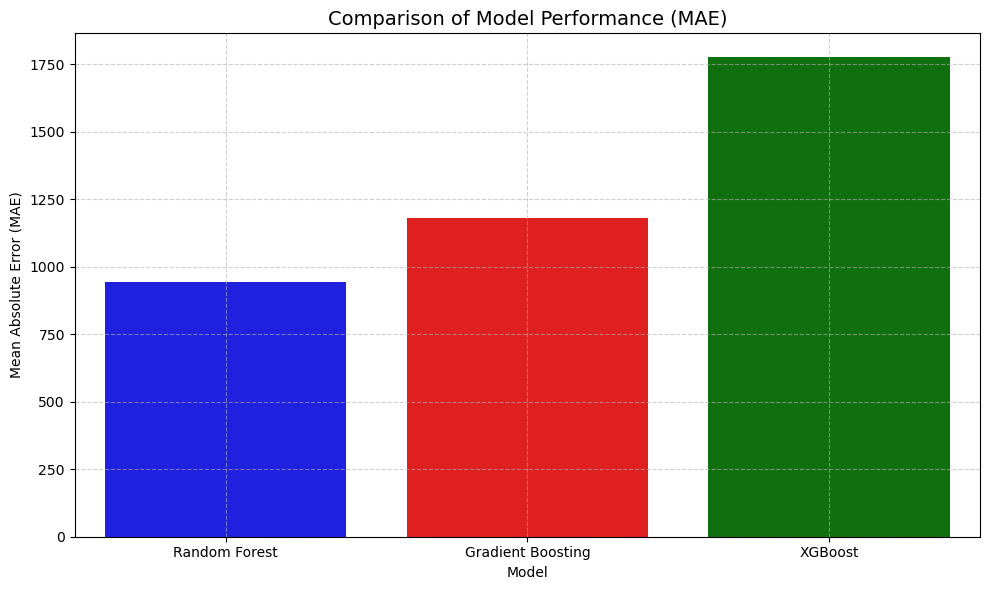 Comparison of Model Performance (MAE)
Mean Absolute Error (MAE)
1750
1500
1250
1000
750
500
250
0
Random Forest
Gradient Boosting
XGBoost
Model